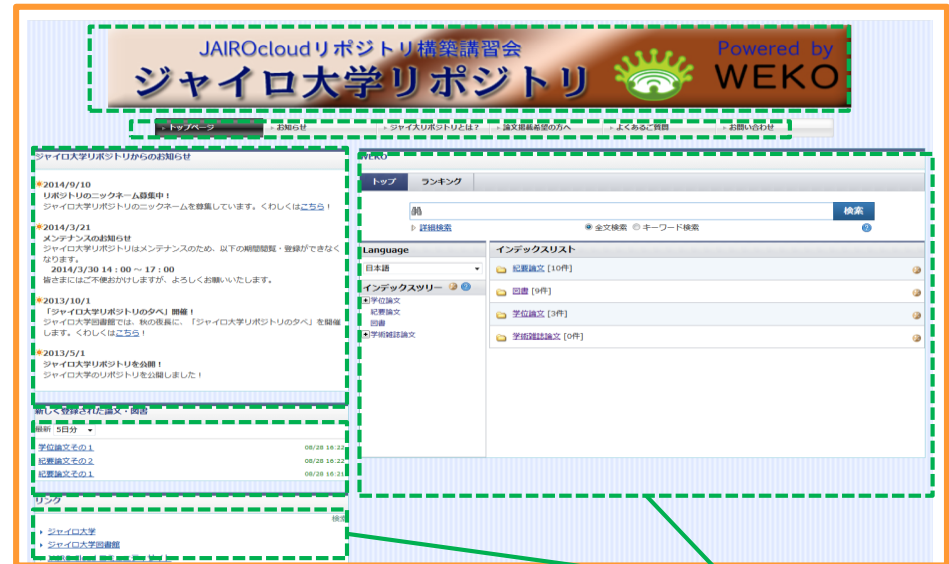 JAIROcloudリポジトリ構築講習会
ジャイロ大学リポジトリ
Powered by
WEKO
トップページ
お知らせ
ジャイ大リポジトリとは？
論文掲載希望の方へ
よくあるご質問
お問い合わせ
ジャイロ大学リポジトリからのお知らせ
2014/9/10
リポジトリのニックネーム募集中！
ジャイロ大学リポジトリのニックネームを募集しています。くわしくはこちら！
2014/3/21
メンテナンスのお知らせ
ジャイロ大学リポジトリはメンテナンスのため、以下の期間閲覧・登録ができなく
なります。
2014/3/30 14：00 ～ 17：00
皆さまにはご不便おかけしますが、よろしくお願いいたします。
2013/10/1
「ジャイロ大学リポジトリの夕べ」開催！
ジャイロ大学図書館では、秋の夜長に、「ジャイロ大学リポジトリの夕べ」を開催
します。くわしくはこちら！
2013/5/1
ジャイロ大学リポジトリを公開！
ジャイロ大学のリポジトリを公開しました！
新しく登録された論文・図書
最新 5日分
学位論文その１ 08/28 16:22
紀要論文その２ 08/28 16:22
紀要論文その１ 08/28 16:21
リンク
検索
ジャイロ大学
ジャイロ大学図書館
WEKO
トップ ランキング
検索
詳細検索
全文検索 キーワード検索
Language
日本語
インデックスツリー
学位論文
紀要論文
図書
学術雑誌論文
インデックスリスト
紀要論文 [10件]
図書 [9件]
学位論文 [3件]
学術雑誌論文 [0件]